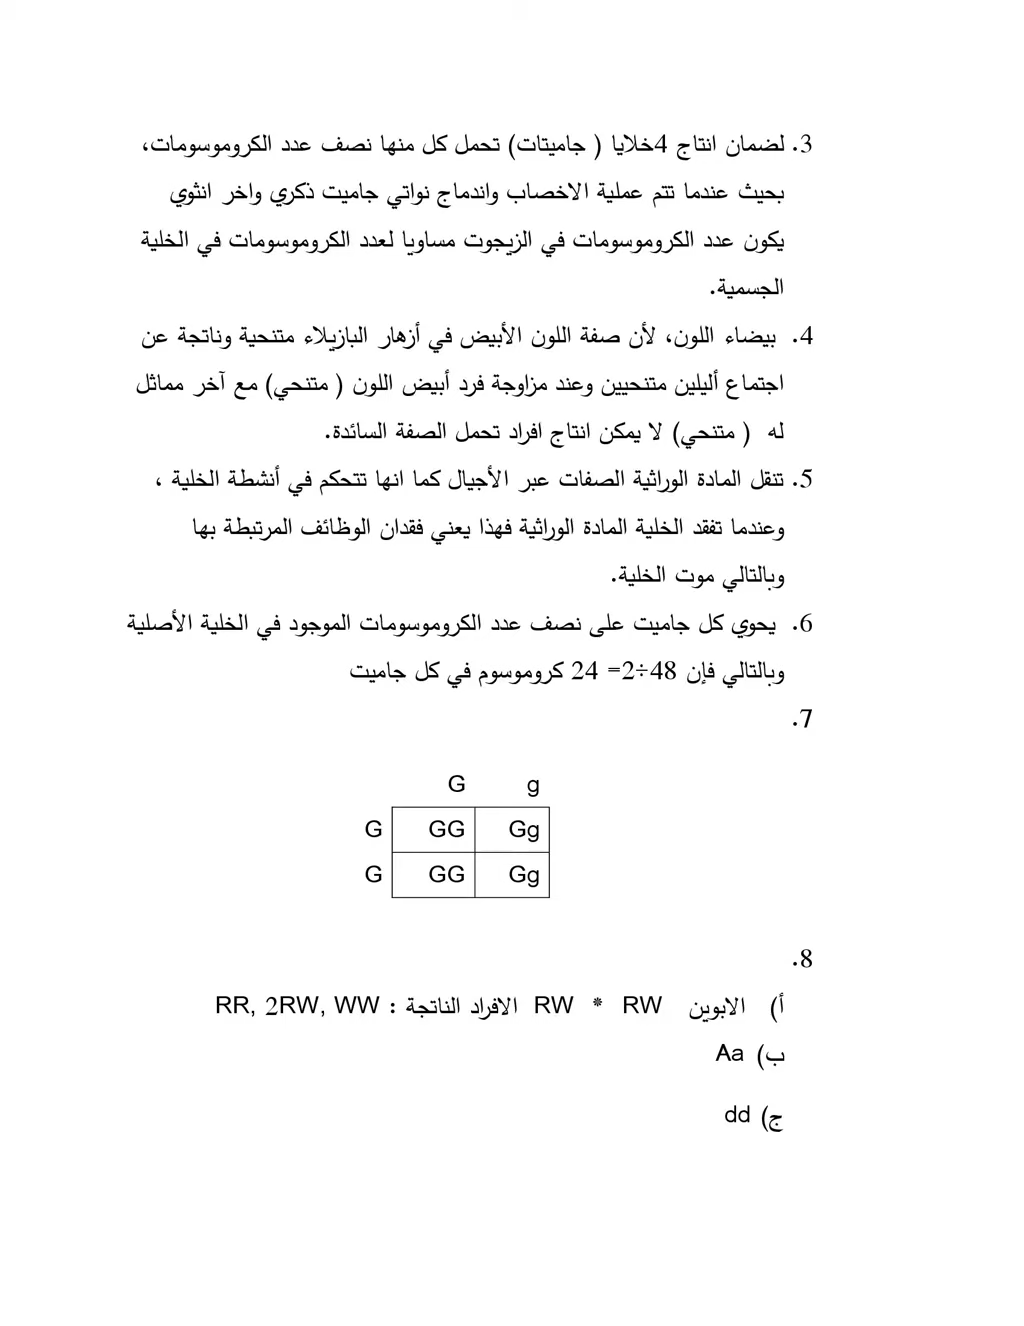 3. لضمان انتاج 4خلايا ( جاميتات) تحمل كل منها نصف عدد الكروموسومات،
بحيث عندما تتم عملية الاخصاب واندماج نواتي جاميت ذكري واخر انثوي
يكون عدد الكروموسومات في الزيجوت مساويا لعدد الكروموسومات في الخلية
الجسمية.
4. بيضاء اللون، لأن صفة اللون الأبيض في أزهار البازيلاء متنحية وناتجة عن
اجتماع أليلين متنحيين وعند مزاوجة فرد أبيض اللون ( متنحي) مع آخر مماثل
له ( متنحي) لا يمكن انتاج افراد تحمل الصفة السائدة.
5. تنقل المادة الوراثية الصفات عبر الأجيال كما انها تتحكم في أنشطة الخلية ،
وعندما تفقد الخلية المادة الوراثية فهذا يعني فقدان الوظائف المرتبطة بها
وبالتالي موت الخلية.
6. يحوي كل جاميت على نصف عدد الكروموسومات الموجود في الخلية الأصلية
وبالتالي فإن 48÷2= 24 كروموسوم في كل جاميت
7.
G g
G GG Gg
G GG Gg
8.
أ) الابوين RW * RW الافراد الناتجة : RR, 2RW, WW
ب) Aa
ج) dd